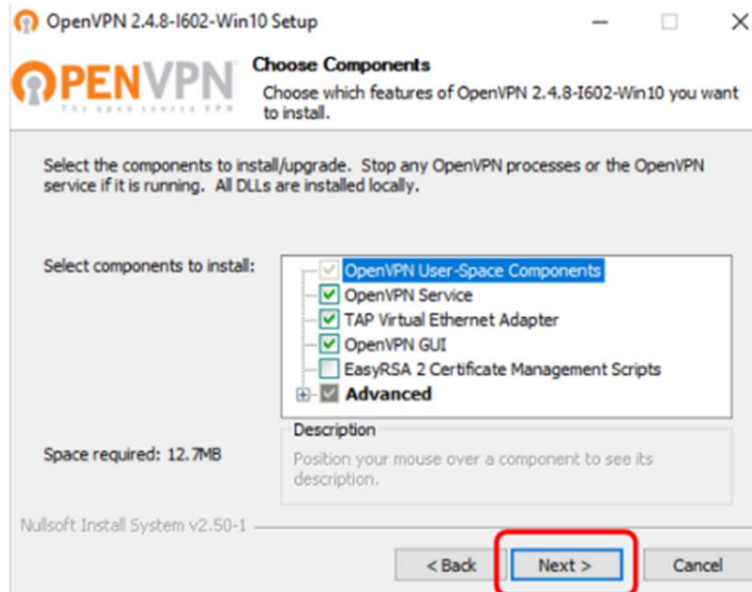 OpenVPN 2.4.8-I602-Win10 Setup
OPENVPN
The open source VPN
Choose Components
Choose which features of OpenVPN 2.4.8-I602-Win10 you want
to install.
Select the components to install/upgrade. Stop any OpenVPN processes or the OpenVPN
service if it is running. All DLLs are installed locally.
Select components to install:
OpenVPN User-Space Components
OpenVPN Service
TAP Virtual Ethernet Adapter
OpenVPN GUI
EasyRSA 2 Certificate Management Scripts
Advanced
Space required: 12.7MB
Description
Position your mouse over a component to see its
description.
Nullsoft Install System v2.50-1
< Back
Next >
Cancel